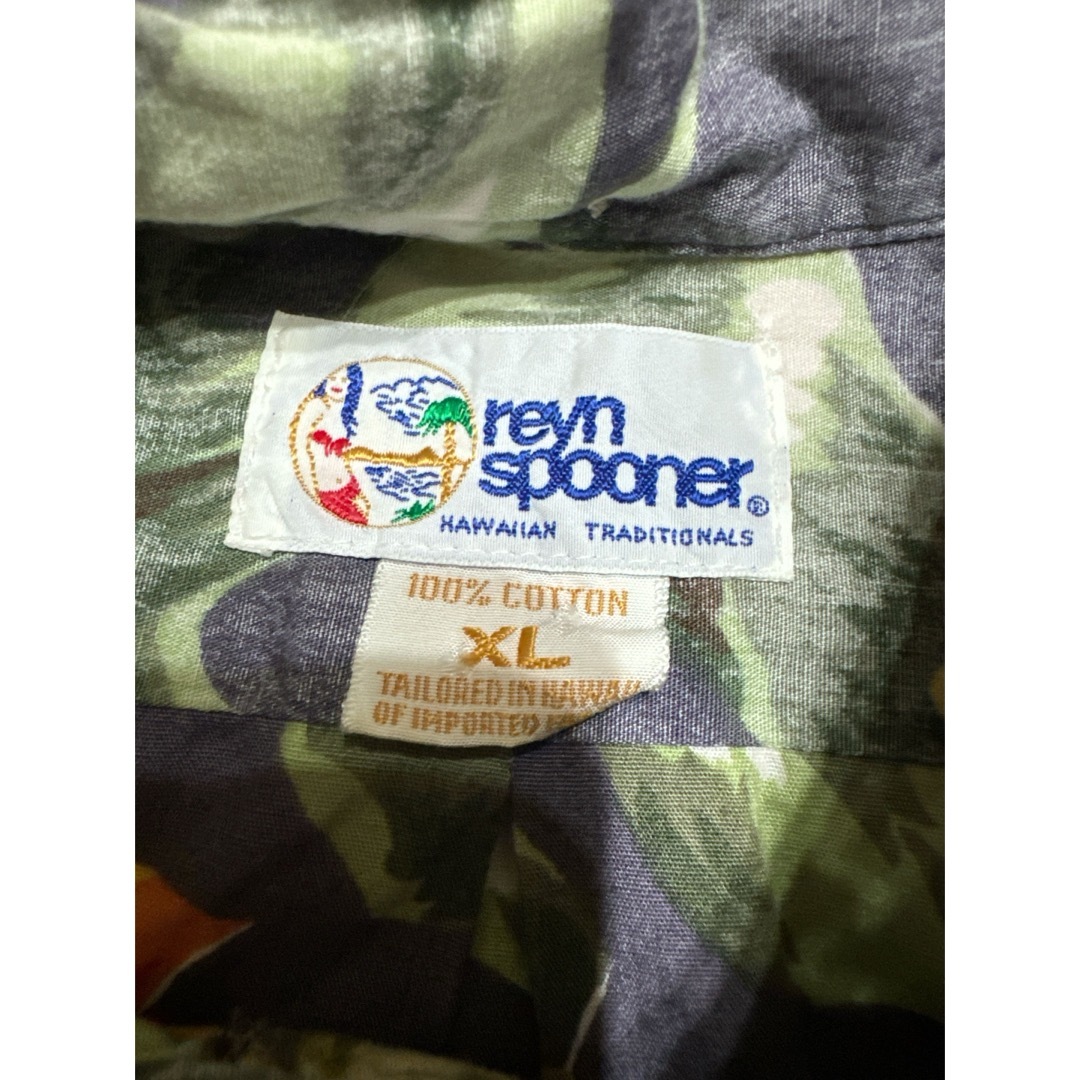 reyn
spooner®
HAWAIIAN TRADITIONALS
100% COTTON
XL
TAILORED IN HAWAII
OF IMPORTED